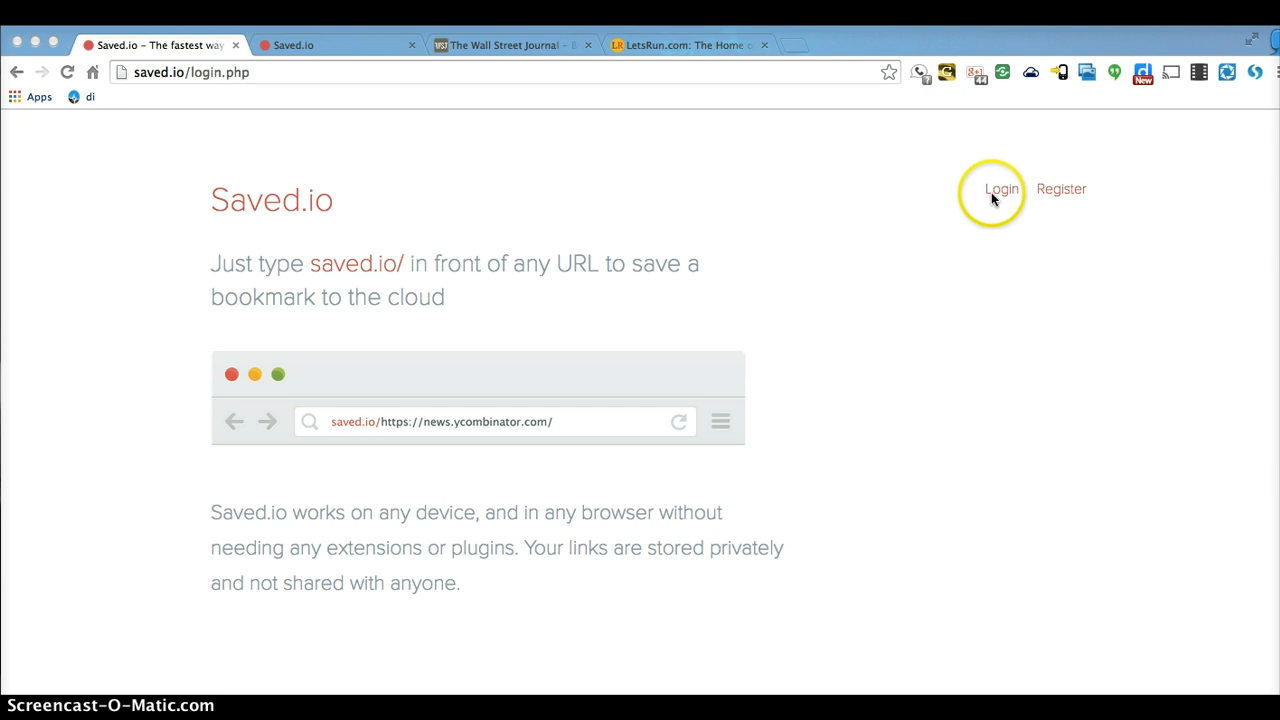 Saved.io – The fastest way
Saved.io
The Wall Street Journal - B
LR LetsRun.com: The Home o
saved.io/login.php
Apps
di
New
Login
Register
Saved.io
Just type saved.io/ in front of any URL to save a
bookmark to the cloud
saved.io/https://news.ycombinator.com/
Saved.io works on any device, and in any browser without
needing any extensions or plugins. Your links are stored privately
and not shared with anyone.
Screencast-O-Matic.com